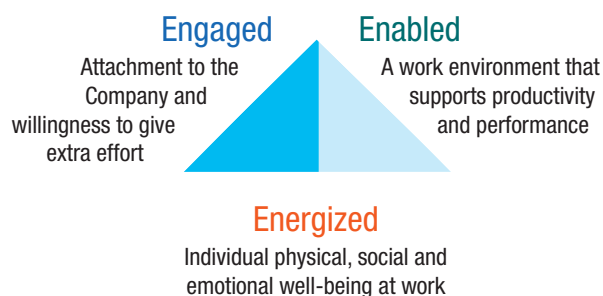 Engaged
Attachment to the
Company and
willingness to give
extra effort
Enabled
A work environment that
supports productivity
and performance
Energized
Individual physical, social and
emotional well-being at work